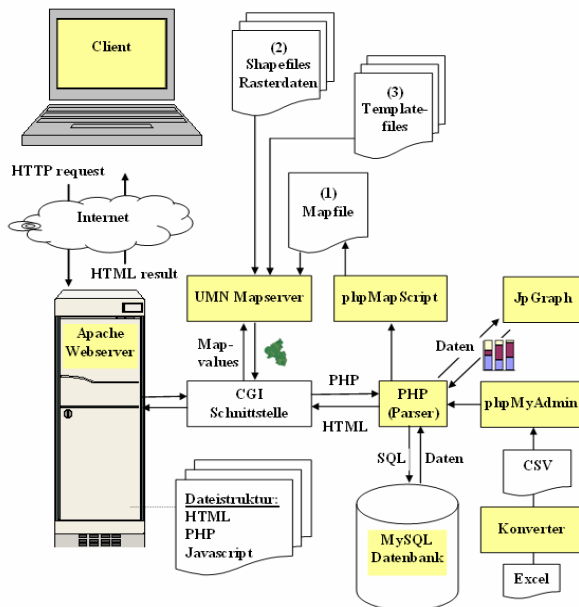 Client
(2)
Shapefiles
Rasterdaten
(3)
Template-
files
HTTP request
Internet
(1)
Mapfile
HTML result
UMN Mapserver
phpMapScript
JpGraph
Apache
Webserver
Map-
values
Daten
PHP
CGI
Schnittstelle
PHP
(Parser)
phpMyAdmin
HTML
SQL
Daten
CSV
Dateistruktur:
HTML
PHP
Javascript
MySQL
Datenbank
Konverter
Excel